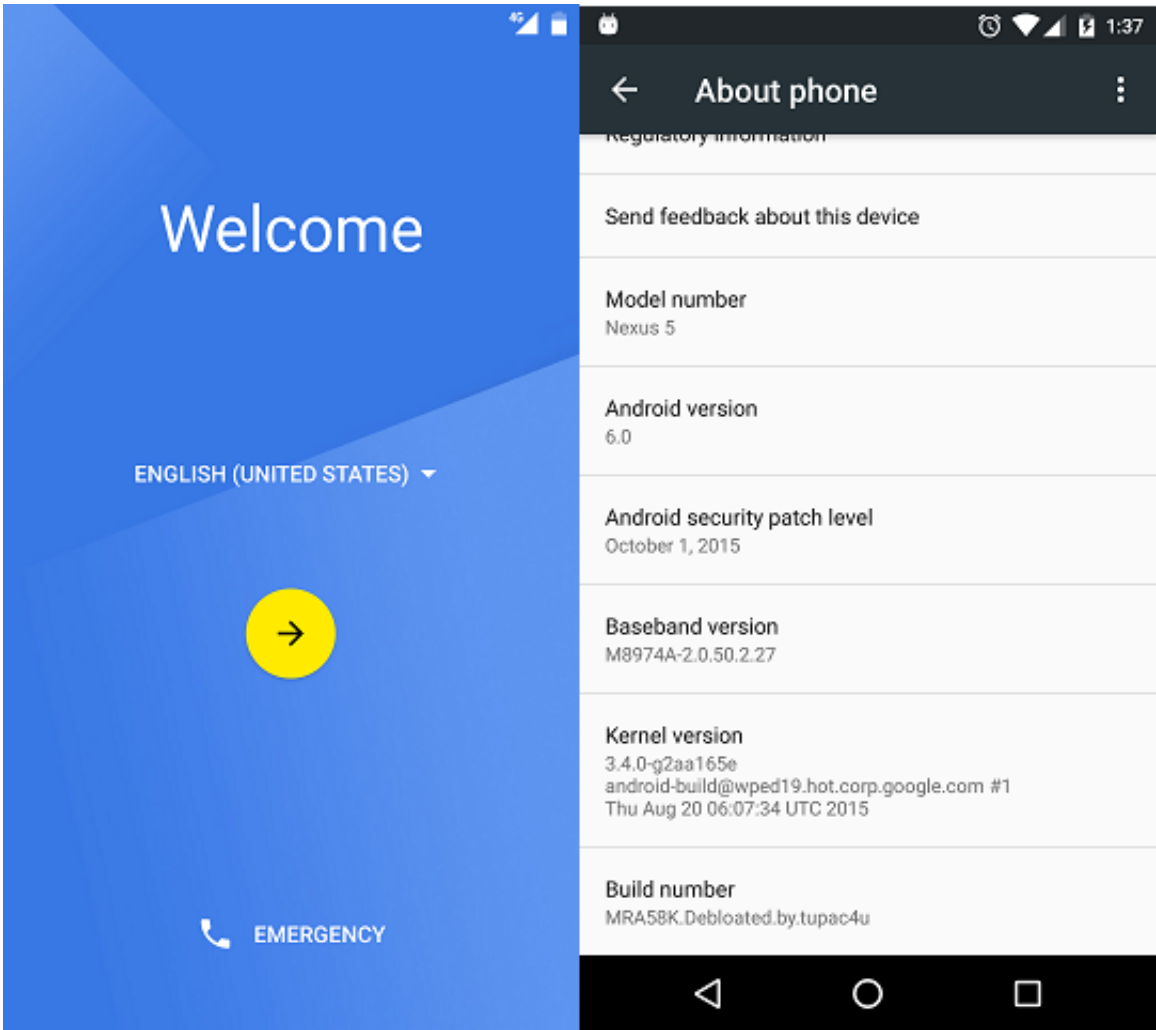 4G
Welcome
ENGLISH (UNITED STATES)
EMERGENCY
1:37
About phone
Regulatory information
Send feedback about this device
Model number
Nexus 5
Android version
6.0
Android security patch level
October 1, 2015
Baseband version
M8974A-2.0.50.2.27
Kernel version
3.4.0-g2aa165e
android-build@wped19.hot.corp.google.com #1
Thu Aug 20 06:07:34 UTC 2015
Build number
MRA58K.Debloated.by.tupac4u